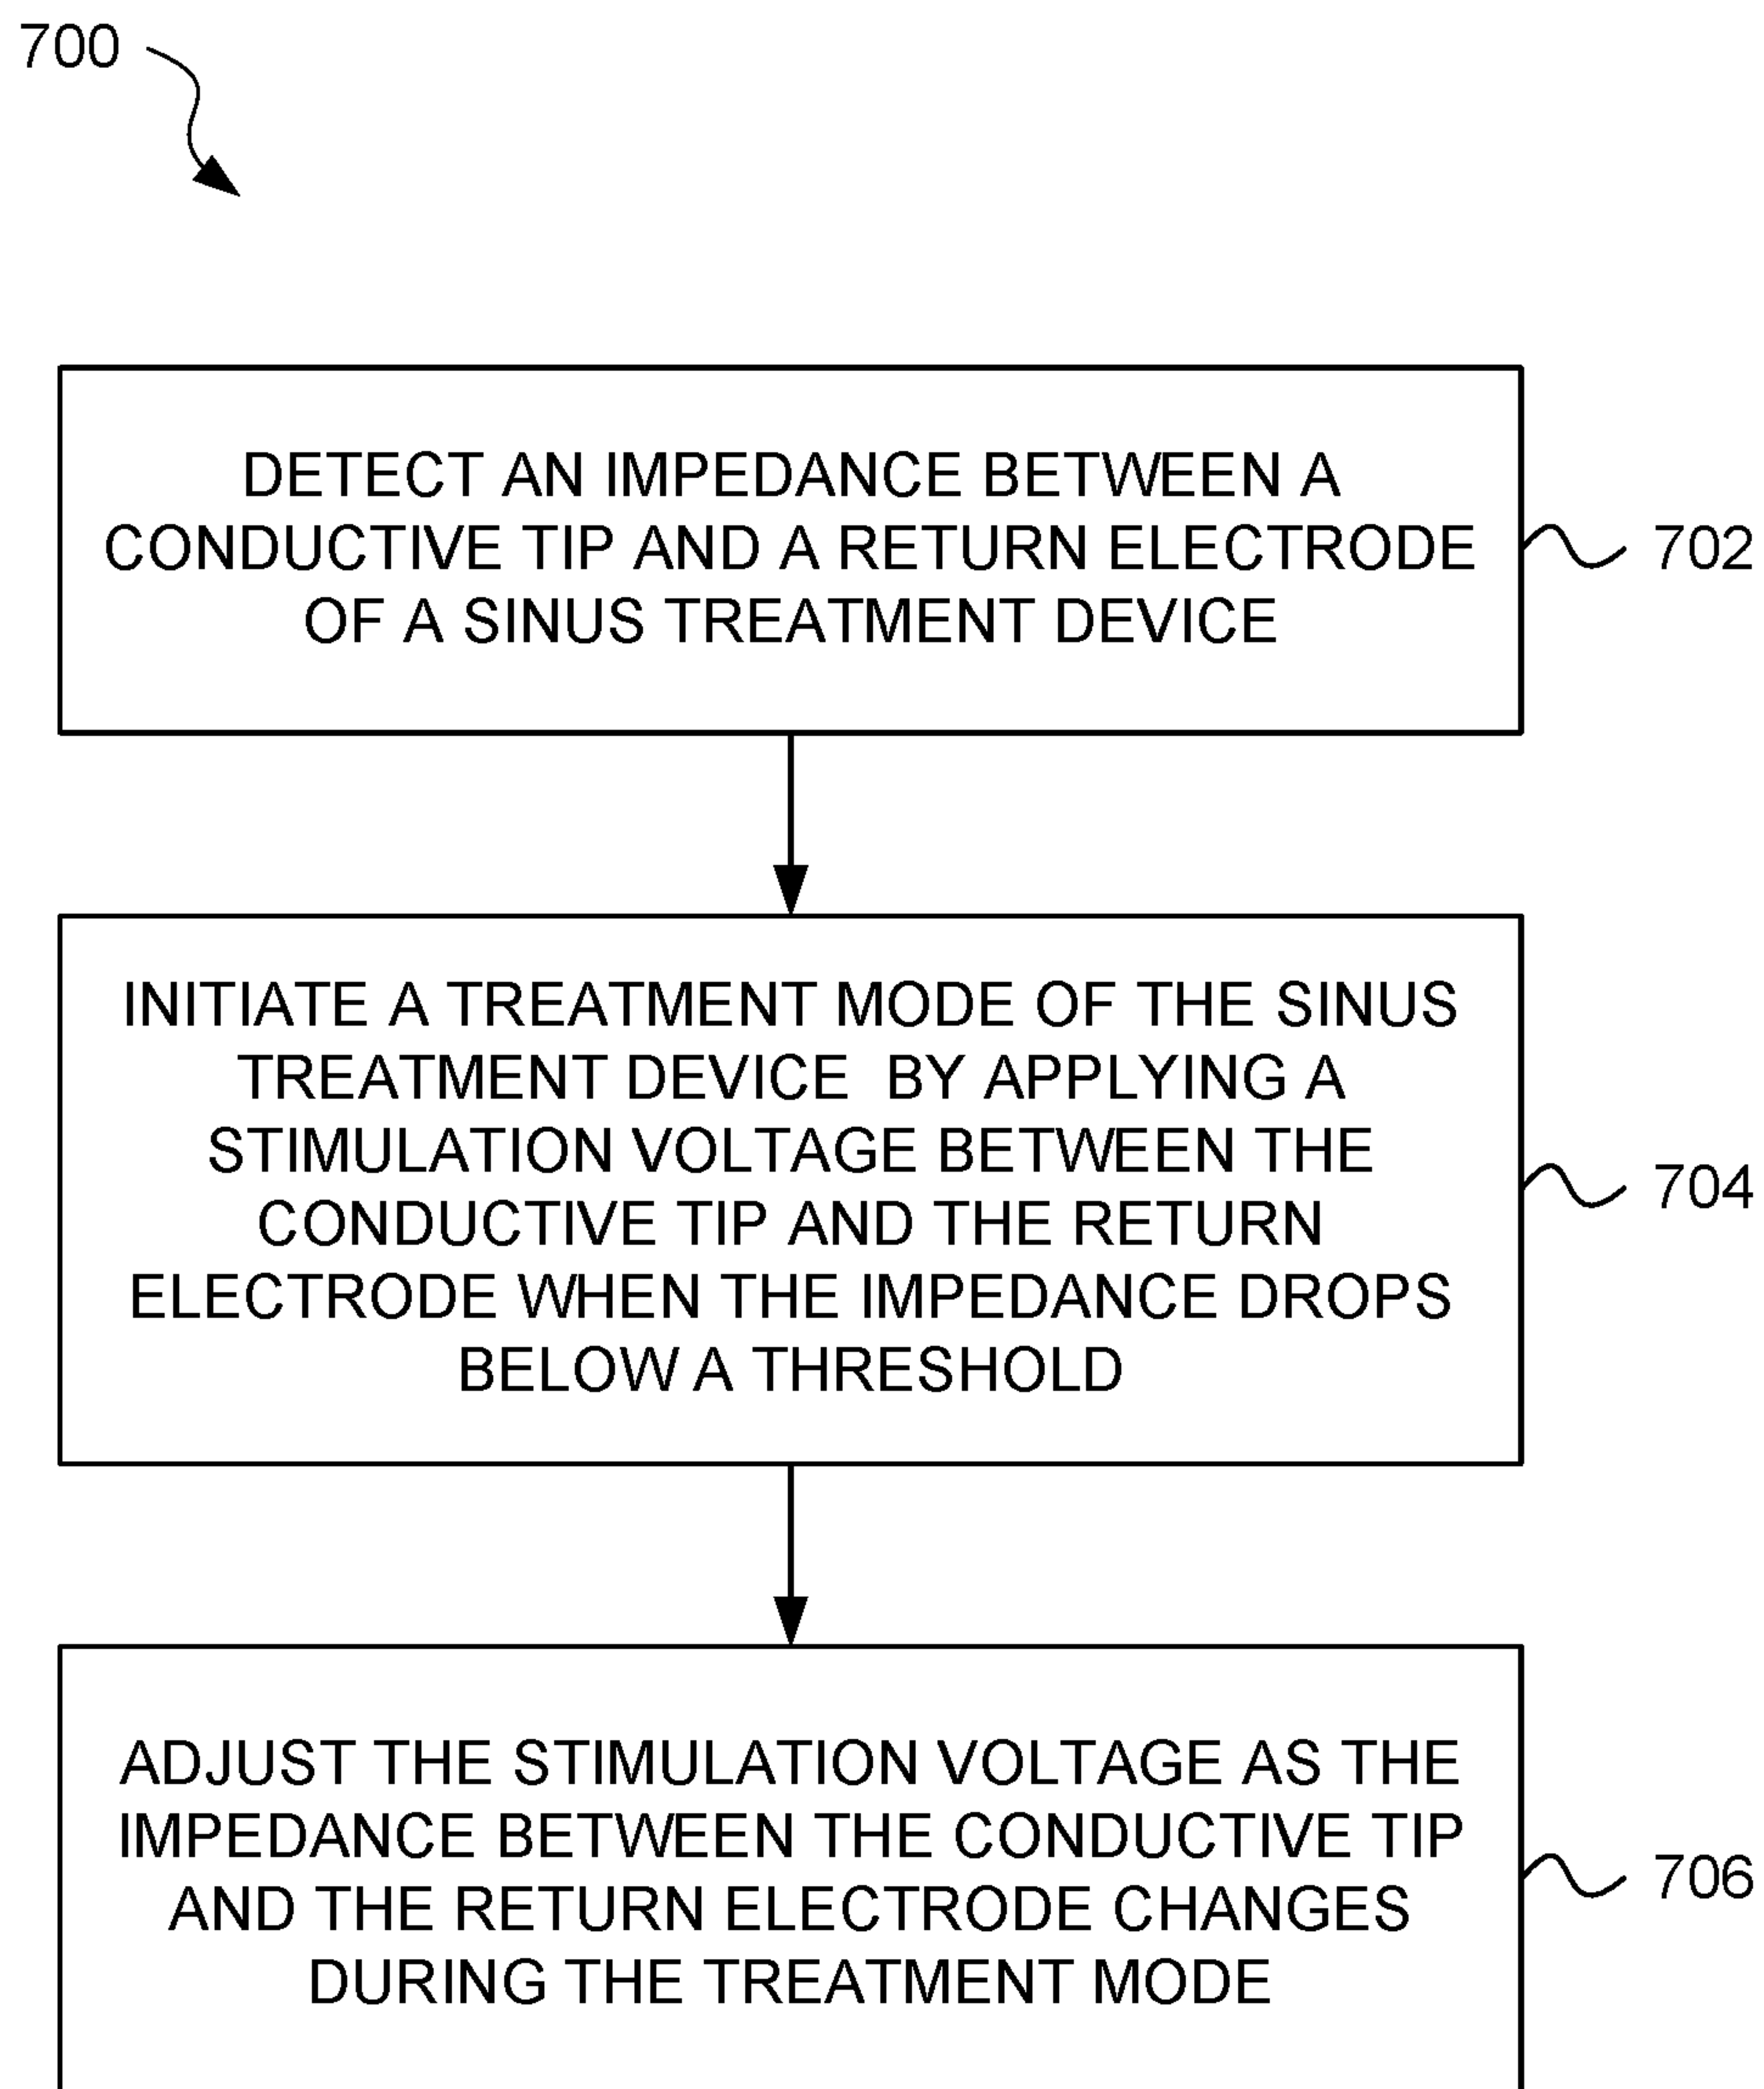 700
DETECT AN IMPEDANCE BETWEEN A
CONDUCTIVE TIP AND A RETURN ELECTRODE
OF A SINUS TREATMENT DEVICE
702
INITIATE A TREATMENT MODE OF THE SINUS
TREATMENT DEVICE BY APPLYING A
STIMULATION VOLTAGE BETWEEN THE
CONDUCTIVE TIP AND THE RETURN
ELECTRODE WHEN THE IMPEDANCE DROPS
BELOW A THRESHOLD
704
ADJUST THE STIMULATION VOLTAGE AS THE
IMPEDANCE BETWEEN THE CONDUCTIVE TIP
AND THE RETURN ELECTRODE CHANGES
DURING THE TREATMENT MODE
706